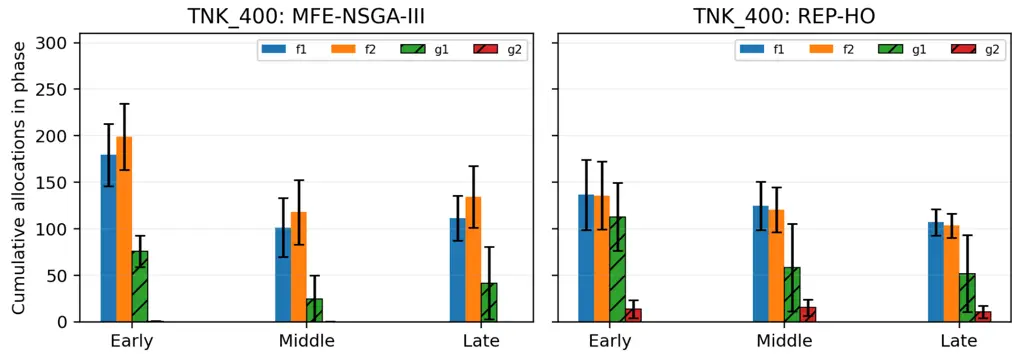 TNK_400: MFE-NSGA-III
TNK_400: REP-HO
Cumulative allocations in phase
300
250
200
150
100
50
0
f1 f2 g1 g2
f1 f2 g1 g2
Early Middle Late
Early Middle Late